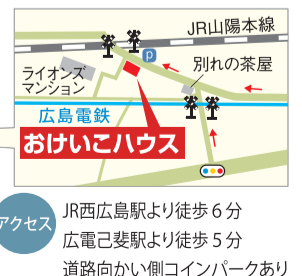 JR山陽本線
P
別れの茶屋
ライオンズ
マンション
広島電鉄
おけいこハウス
アクセス
JR西広島駅より徒歩6分
広電己斐駅より徒歩5分
道路向かい側コインパークあり